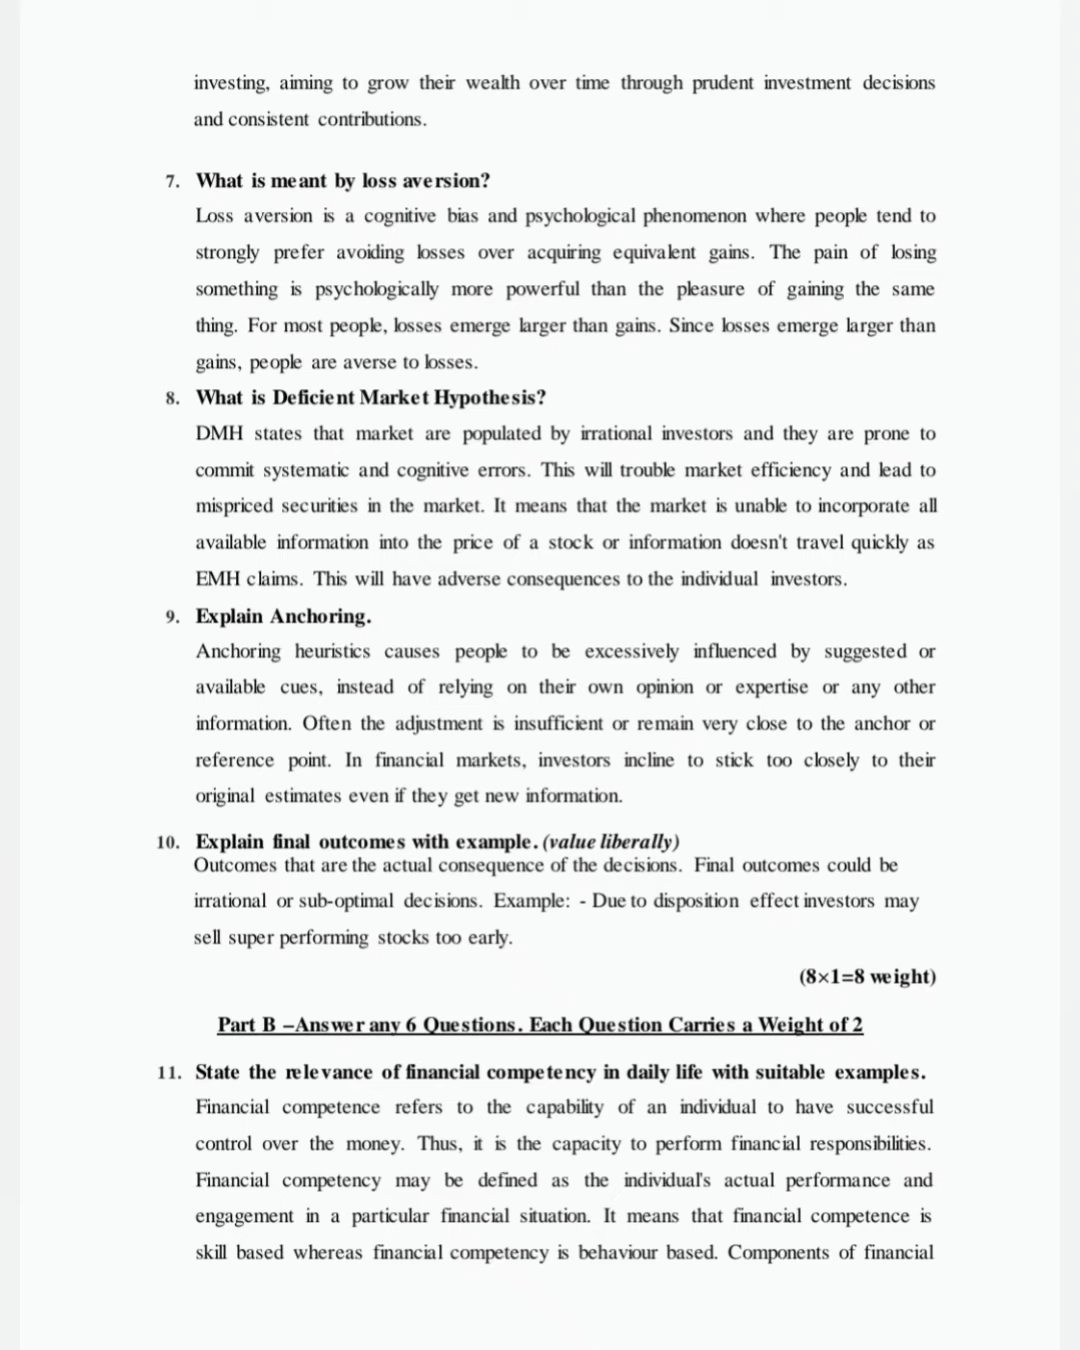 investing, aiming to grow their wealth over time through prudent investment decisions
and consistent contributions.
7. What is meant by loss aversion?
Loss aversion is a cognitive bias and psychological phenomenon where people tend to
strongly prefer avoiding losses over acquiring equivalent gains. The pain of losing
something is psychologically more powerful than the pleasure of gaining the same
thing. For most people, losses emerge larger than gains. Since losses emerge larger than
gains, people are averse to losses.
8. What is Deficient Market Hypothesis?
DMH states that market are populated by irrational investors and they are prone to
commit systematic and cognitive errors. This will trouble market efficiency and lead to
mispriced securities in the market. It means that the market is unable to incorporate all
available information into the price of a stock or information doesn't travel quickly as
EMH claims. This will have adverse consequences to the individual investors.
9. Explain Anchoring.
Anchoring heuristics causes people to be excessively influenced by suggested or
available cues, instead of relying on their own opinion or expertise or any other
information. Often the adjustment is insufficient or remain very close to the anchor or
reference point. In financial markets, investors incline to stick too closely to their
original estimates even if they get new information.
10. Explain final outcomes with example. (value liberally)
Outcomes that are the actual consequence of the decisions. Final outcomes could be
irrational or sub-optimal decisions. Example: - Due to disposition effect investors may
sell super performing stocks too early.
(8×1=8 weight)
Part B –Answer any 6 Questions. Each Question Carries a Weight of 2
11. State the relevance of financial competency in daily life with suitable examples.
Financial competence refers to the capability of an individual to have successful
control over the money. Thus, it is the capacity to perform financial responsibilities.
Financial competency may be defined as the individual's actual performance and
engagement in a particular financial situation. It means that financial competence is
skill based whereas financial competency is behaviour based. Components of financial